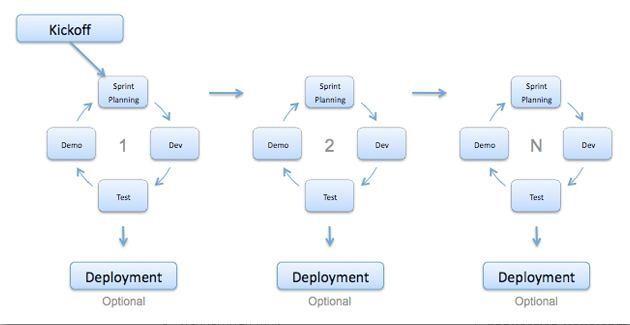 Kickoff
Sprint
Planning
Demo
1
Dev
Test
Deployment
Optional
Sprint
Planning
Demo
2
Dev
Test
Deployment
Optional
Sprint
Planning
Demo
N
Dev
Test
Deployment
Optional